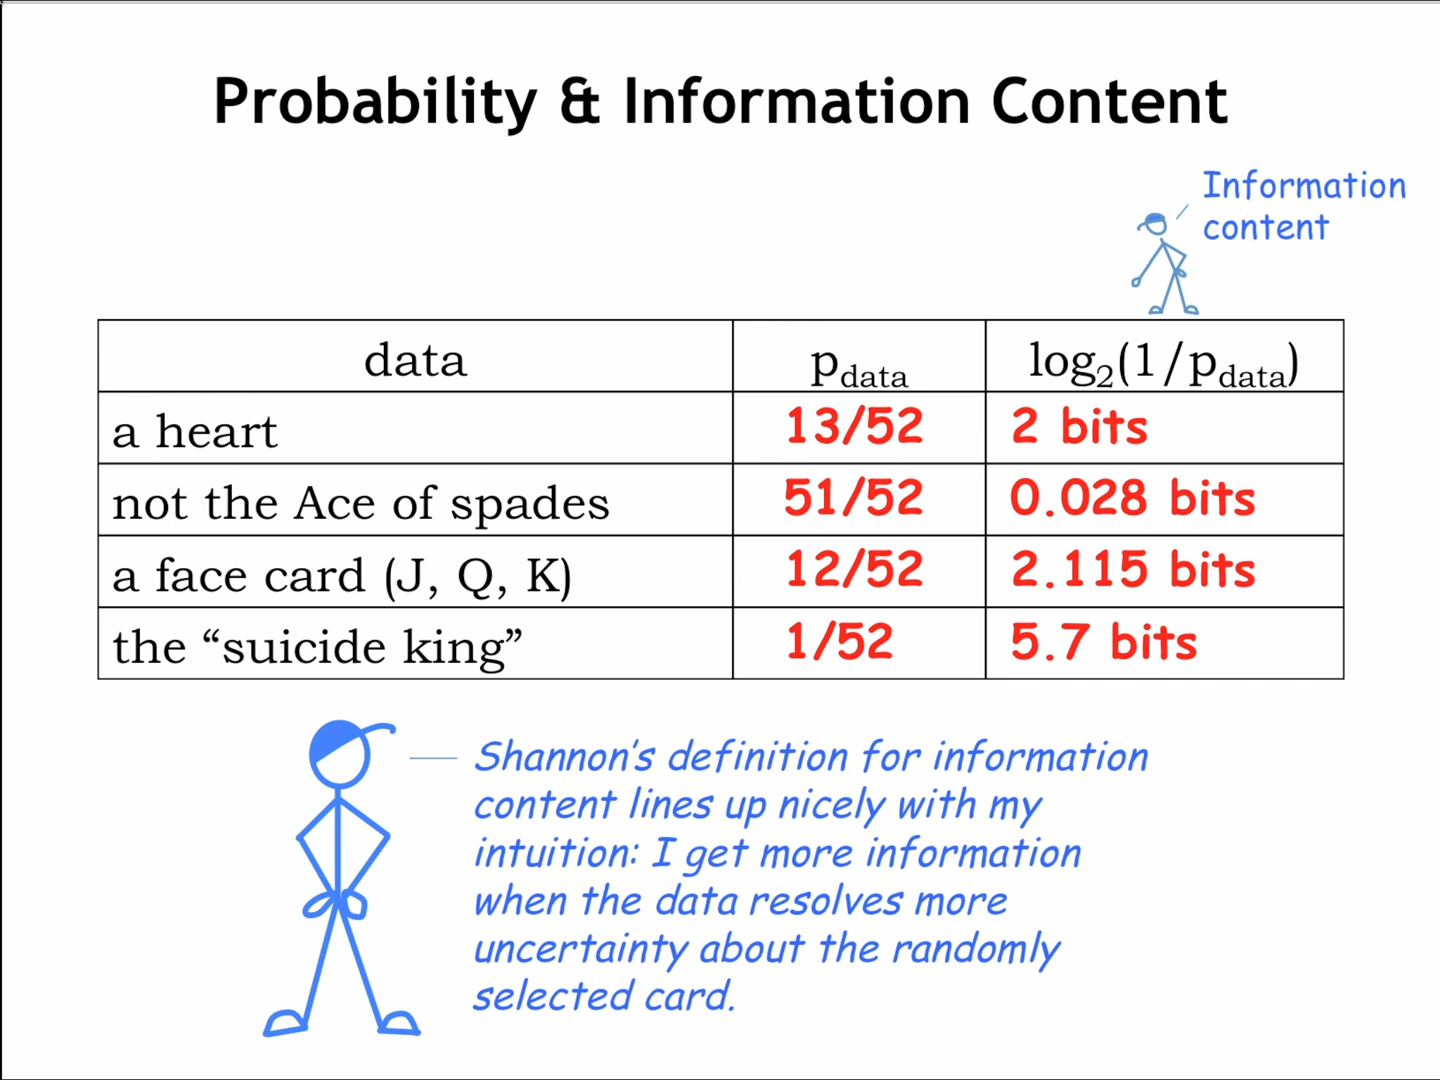 Probability & Information Content
Information
content
data p_data log₂(1/p_data)
a heart 13/52 2 bits
not the Ace of spades 51/52 0.028 bits
a face card (J, Q, K) 12/52 2.115 bits
the “suicide king” 1/52 5.7 bits
Shannon's definition for information
content lines up nicely with my
intuition: I get more information
when the data resolves more
uncertainty about the randomly
selected card.